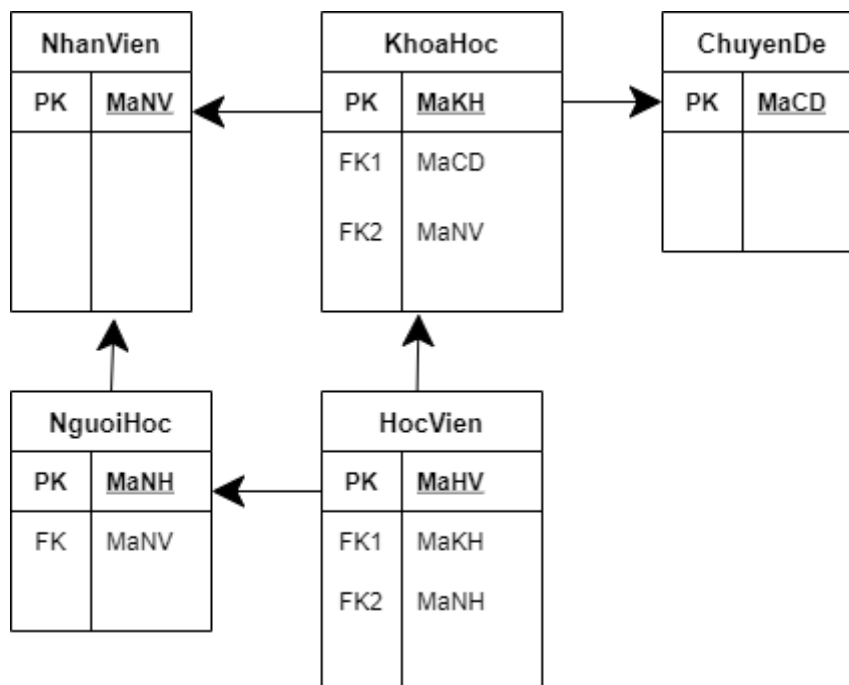 NhanVien
PK MaNV
KhoaHoc
PK MaKH
FK1 MaCD
FK2 MaNV
ChuyenDe
PK MaCD
NguoiHoc
PK MaNH
FK MaNV
HocVien
PK MaHV
FK1 MaKH
FK2 MaNH